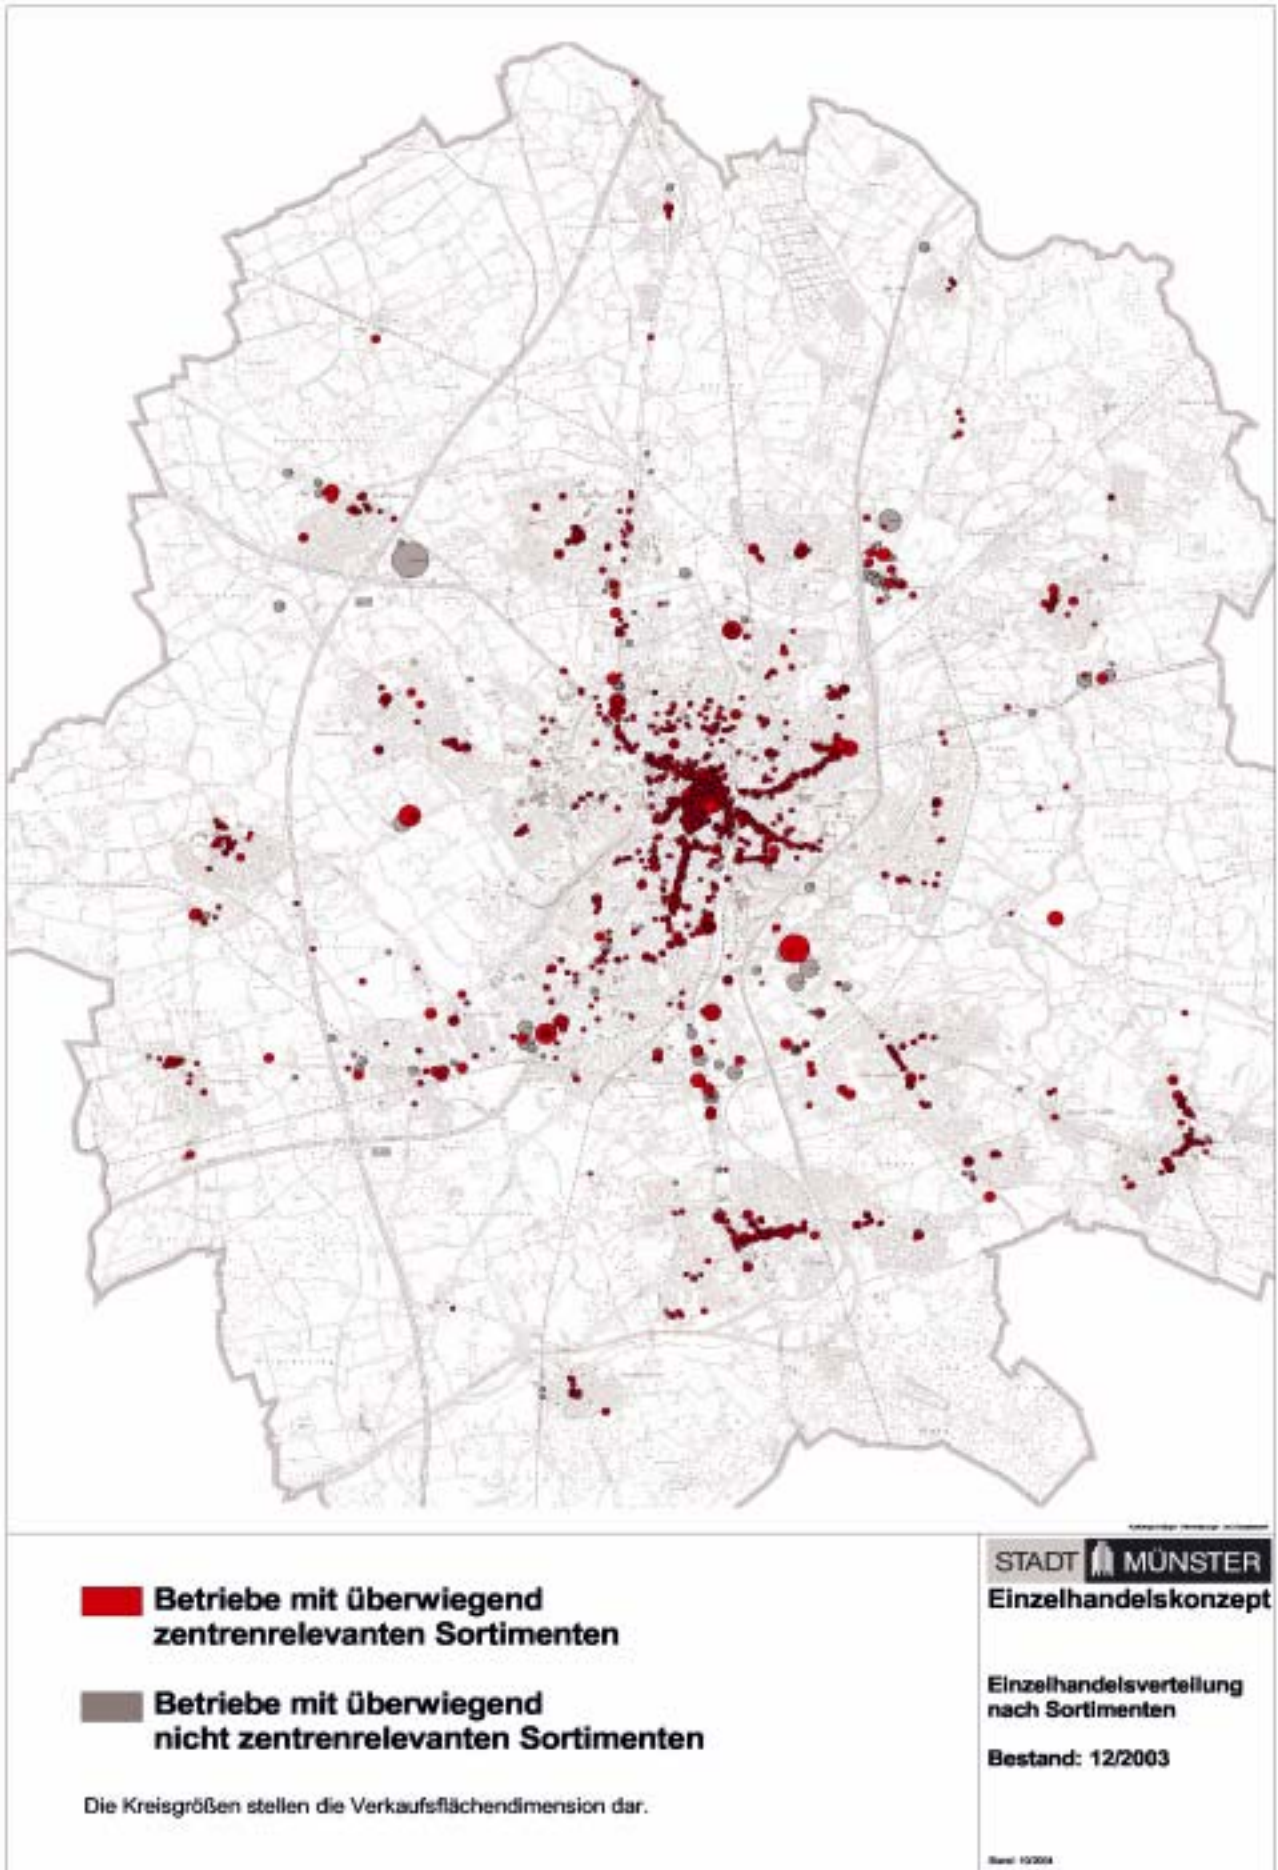 Betriebe mit überwiegend
zentrenrelevanten Sortimenten
Betriebe mit überwiegend
nicht zentrenrelevanten Sortimenten
Die Kreisgrößen stellen die Verkaufsflächendimension dar.
STADT MÜNSTER
Einzelhandelskonzept
Einzelhandelsverteilung
nach Sortimenten
Bestand: 12/2003